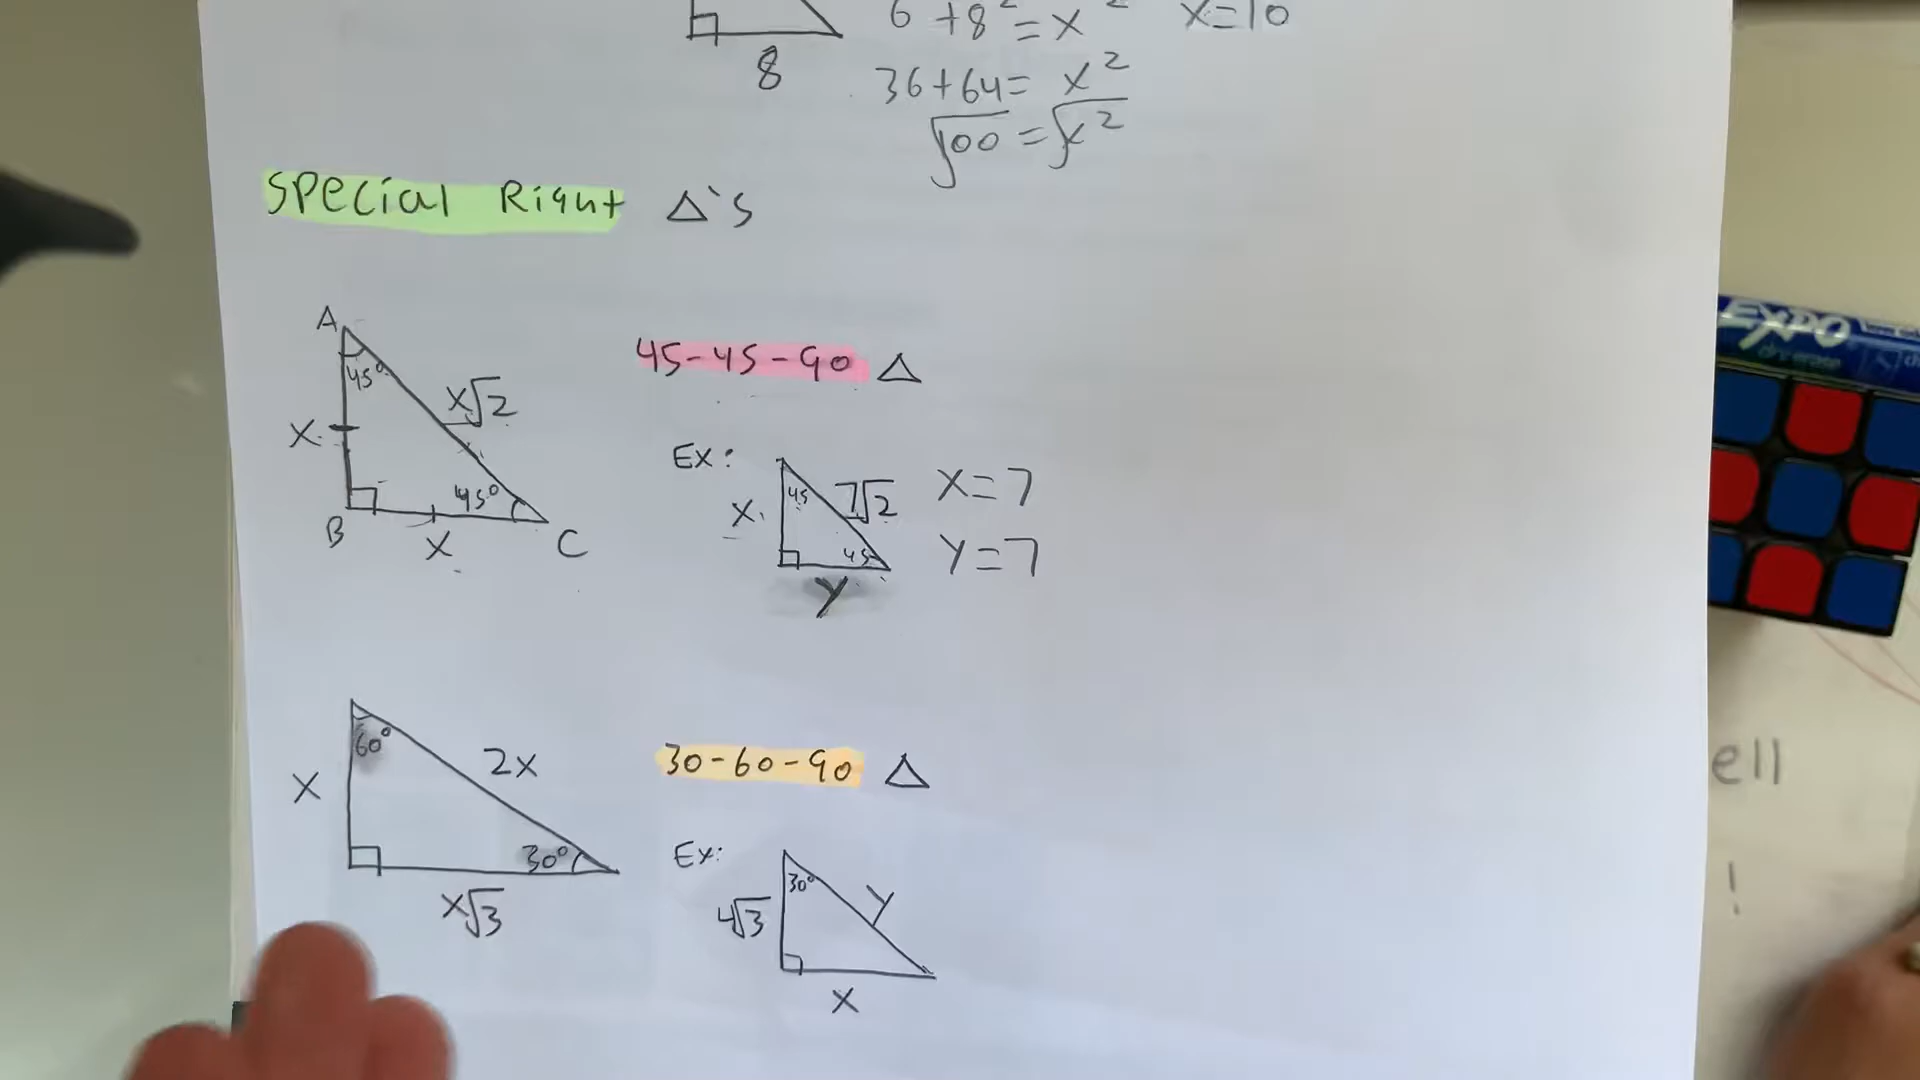 6 + 8² = x² x=10
8
36+64= x²
√100 = √x²
Special Right Δ's
A
45°
x√2
x
45°
B
x
C
45-45-90 Δ
Ex:
45
7√2
x
45
y
x=7
y=7
60°
2x
x
30°
x√3
30-60-90 Δ
Ex:
30°
y
4√3
x
EXPO
dry erase
ell
!